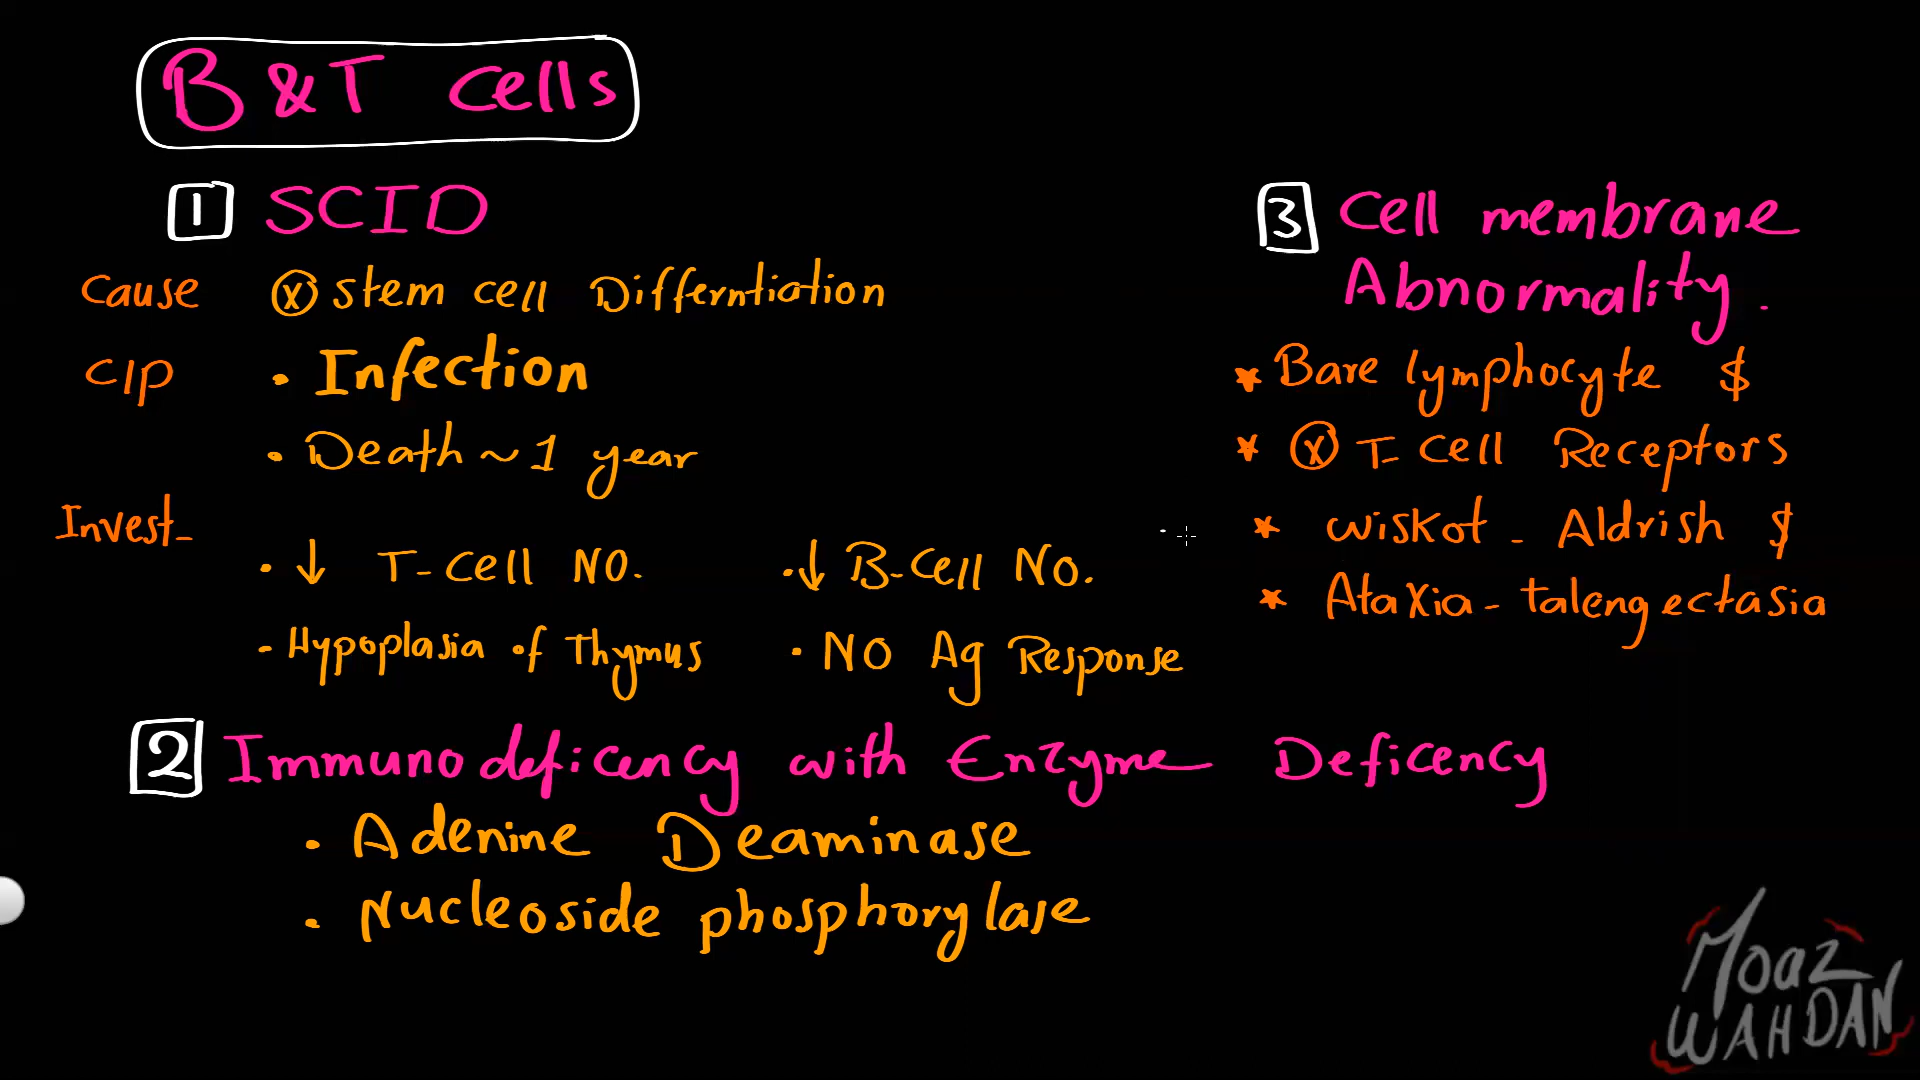 B & T Cells
1 SCID
Cause ⓧ stem cell Differntiation
C/P • Infection
• Death ~ 1 year
Invest_
• ↓ T-Cell NO. • ↓ B-Cell NO.
- Hypoplasia of Thymus • NO Ag Response
2 Immunodeficency with Enzyme Deficency
• Adenine Deaminase
• Nucleoside phosphorylase
3 Cell membrane
Abnormality.
* Bare lymphocyte $
* ⓧ T-Cell Receptors
* Wiskot - Aldrish $
* Ataxia - talengectasia
MOAZ
WAHDAN